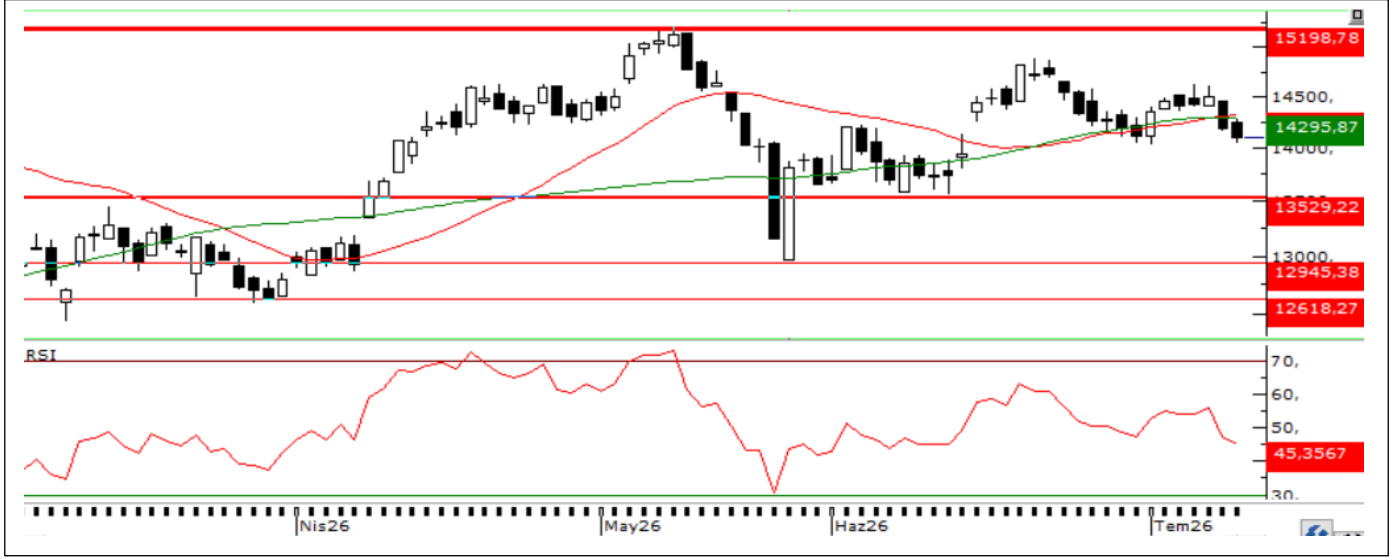 15198,78
14500,
14295,87
14000,
13529,22
13000,
12945,38
12618,27
RSI
70,
60,
50,
45,3567
30.
Nis26
May26
Haz26
Tem26